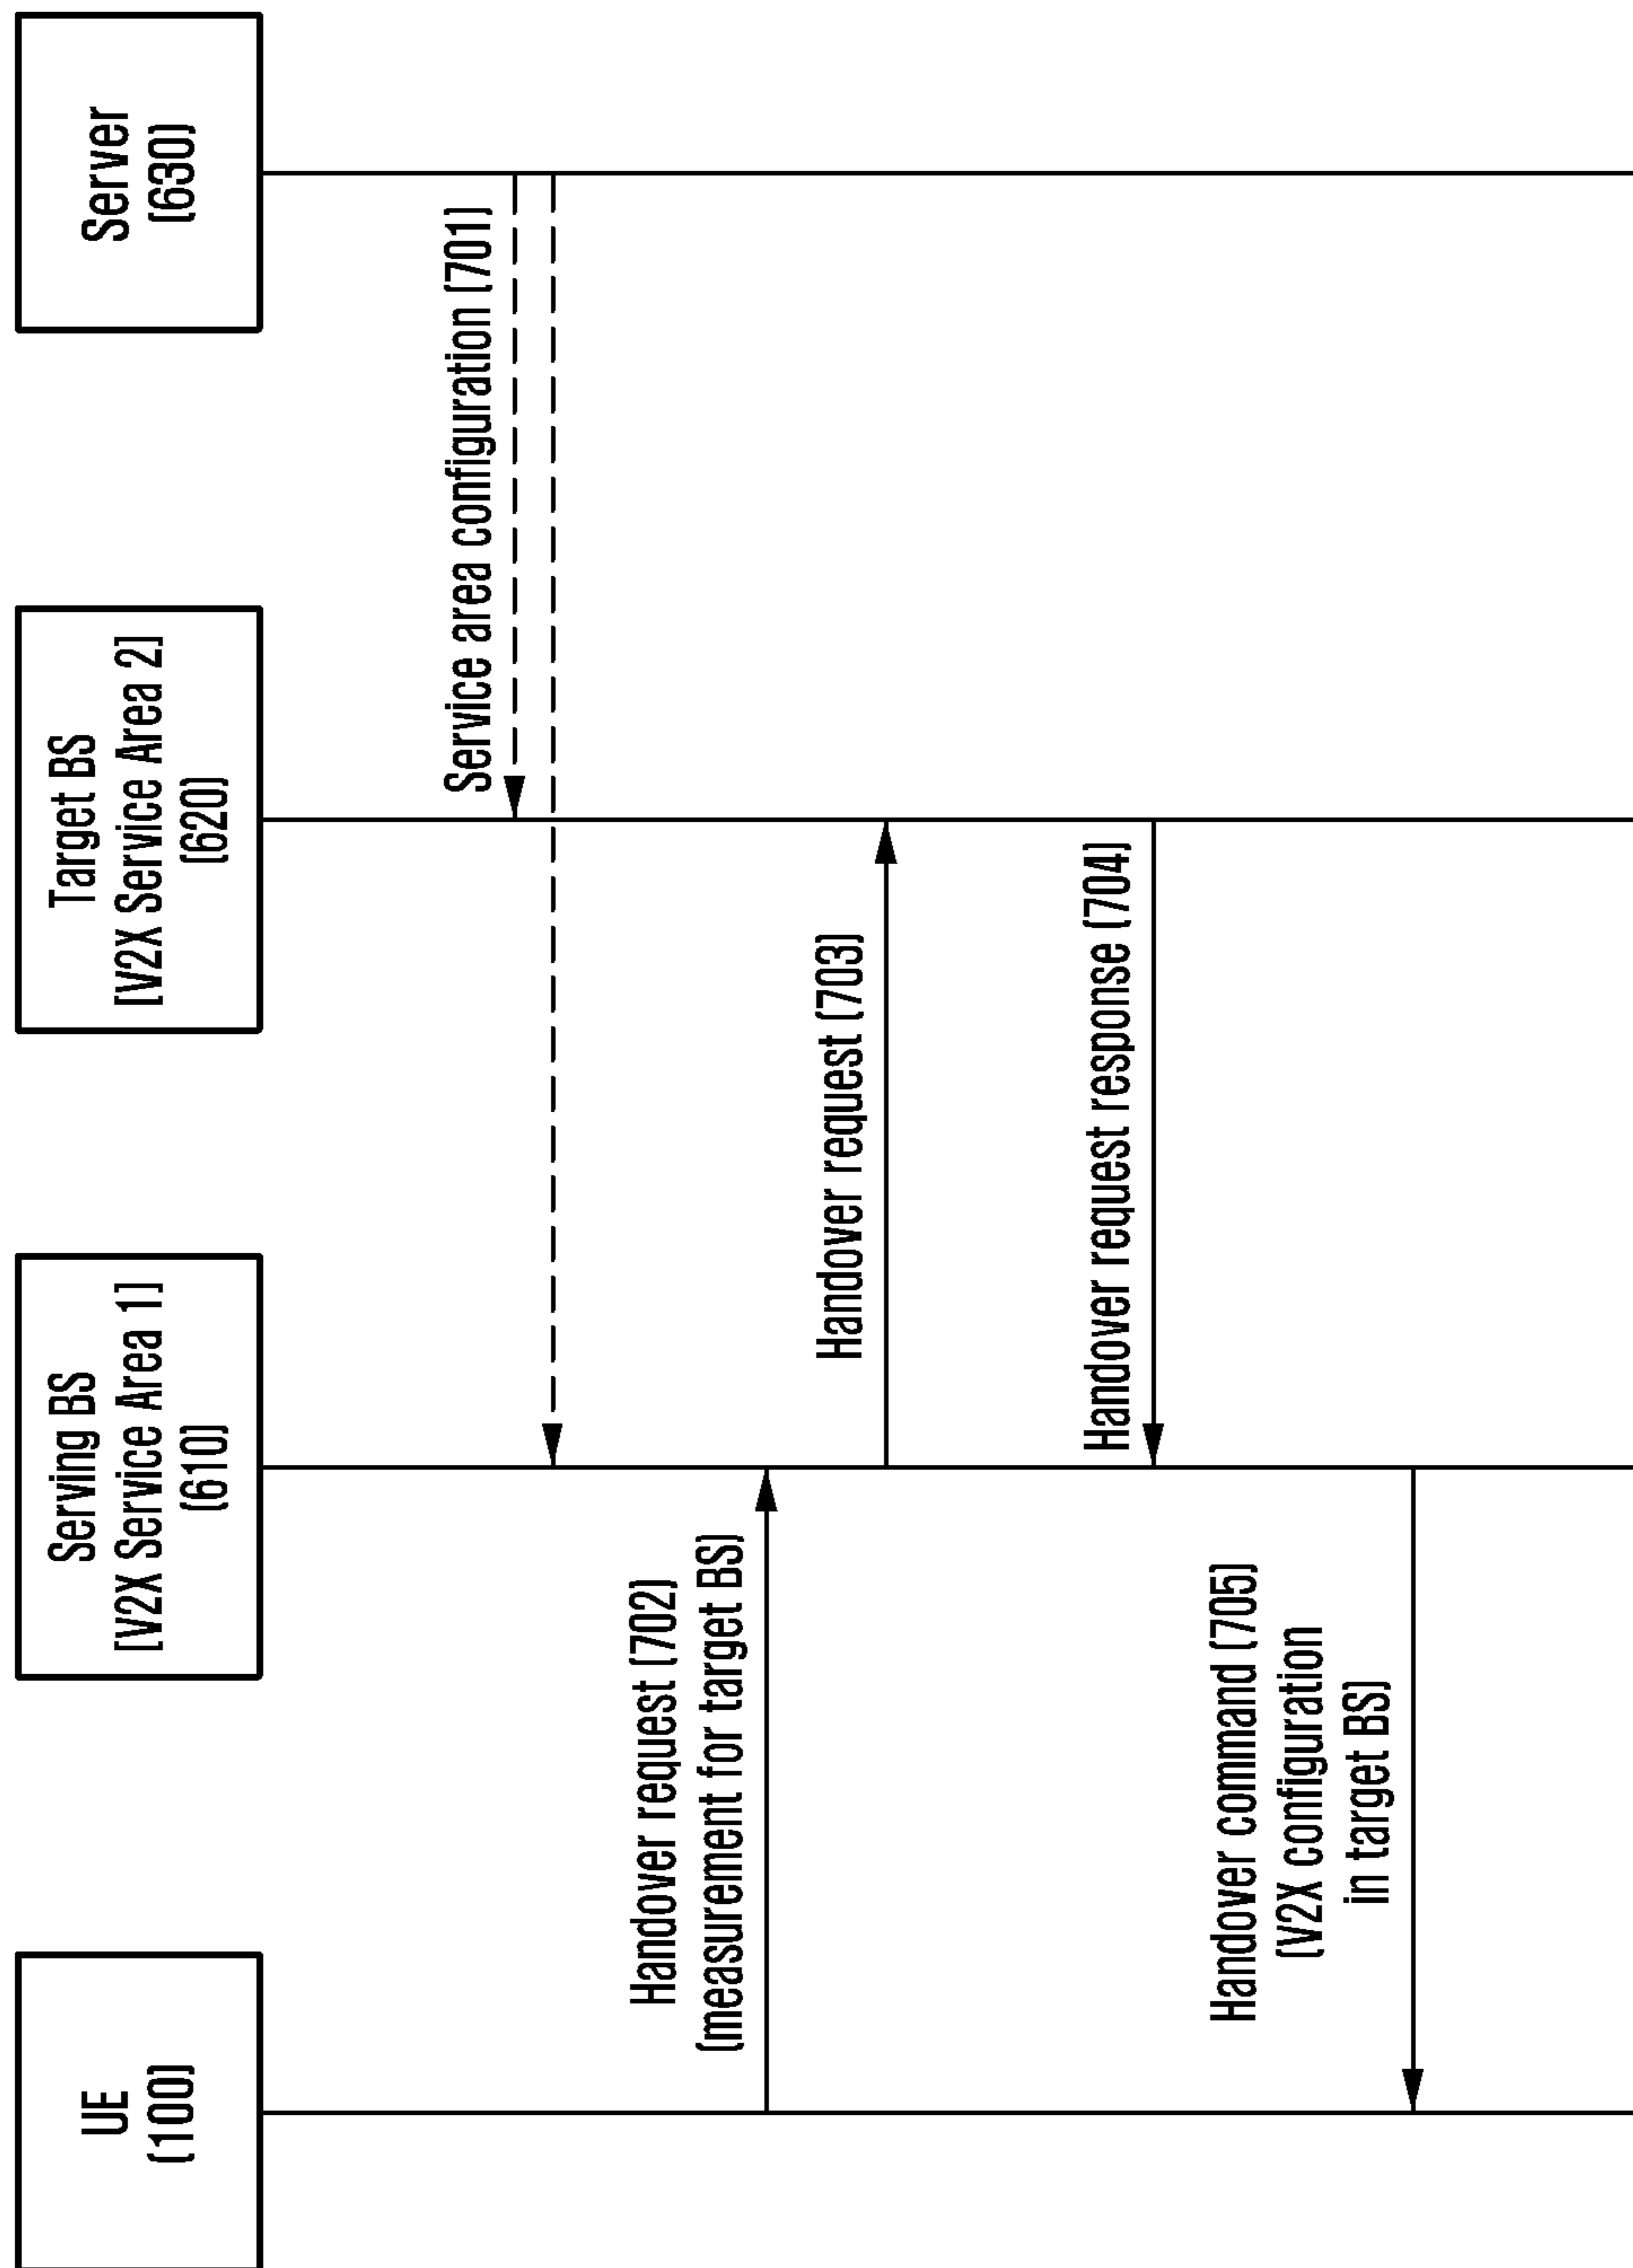 UE
(100)
Serving BS
[V2X Service Area 1]
(610)
Target BS
[V2X Service Area 2]
(620)
Server
(630)
Service area configuration (701)
Handover request (702)
(measurement for target BS)
Handover request (703)
Handover request response (704)
Handover command (705)
(V2X configuration
in target BS)